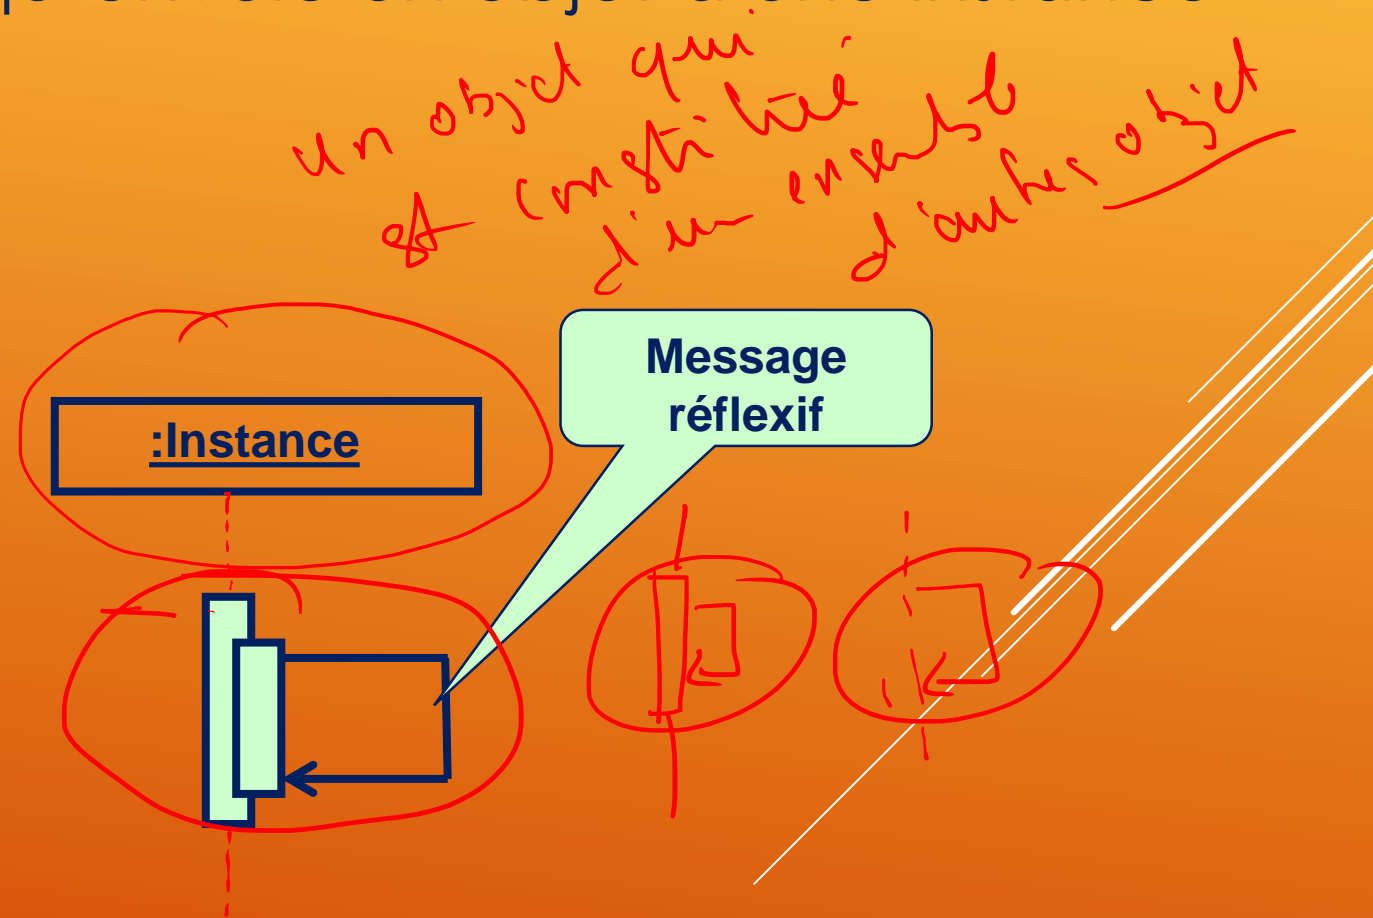 un objet qui
est constitué
d'un ensemble
d'autres objet
Message
réflexif
:Instance